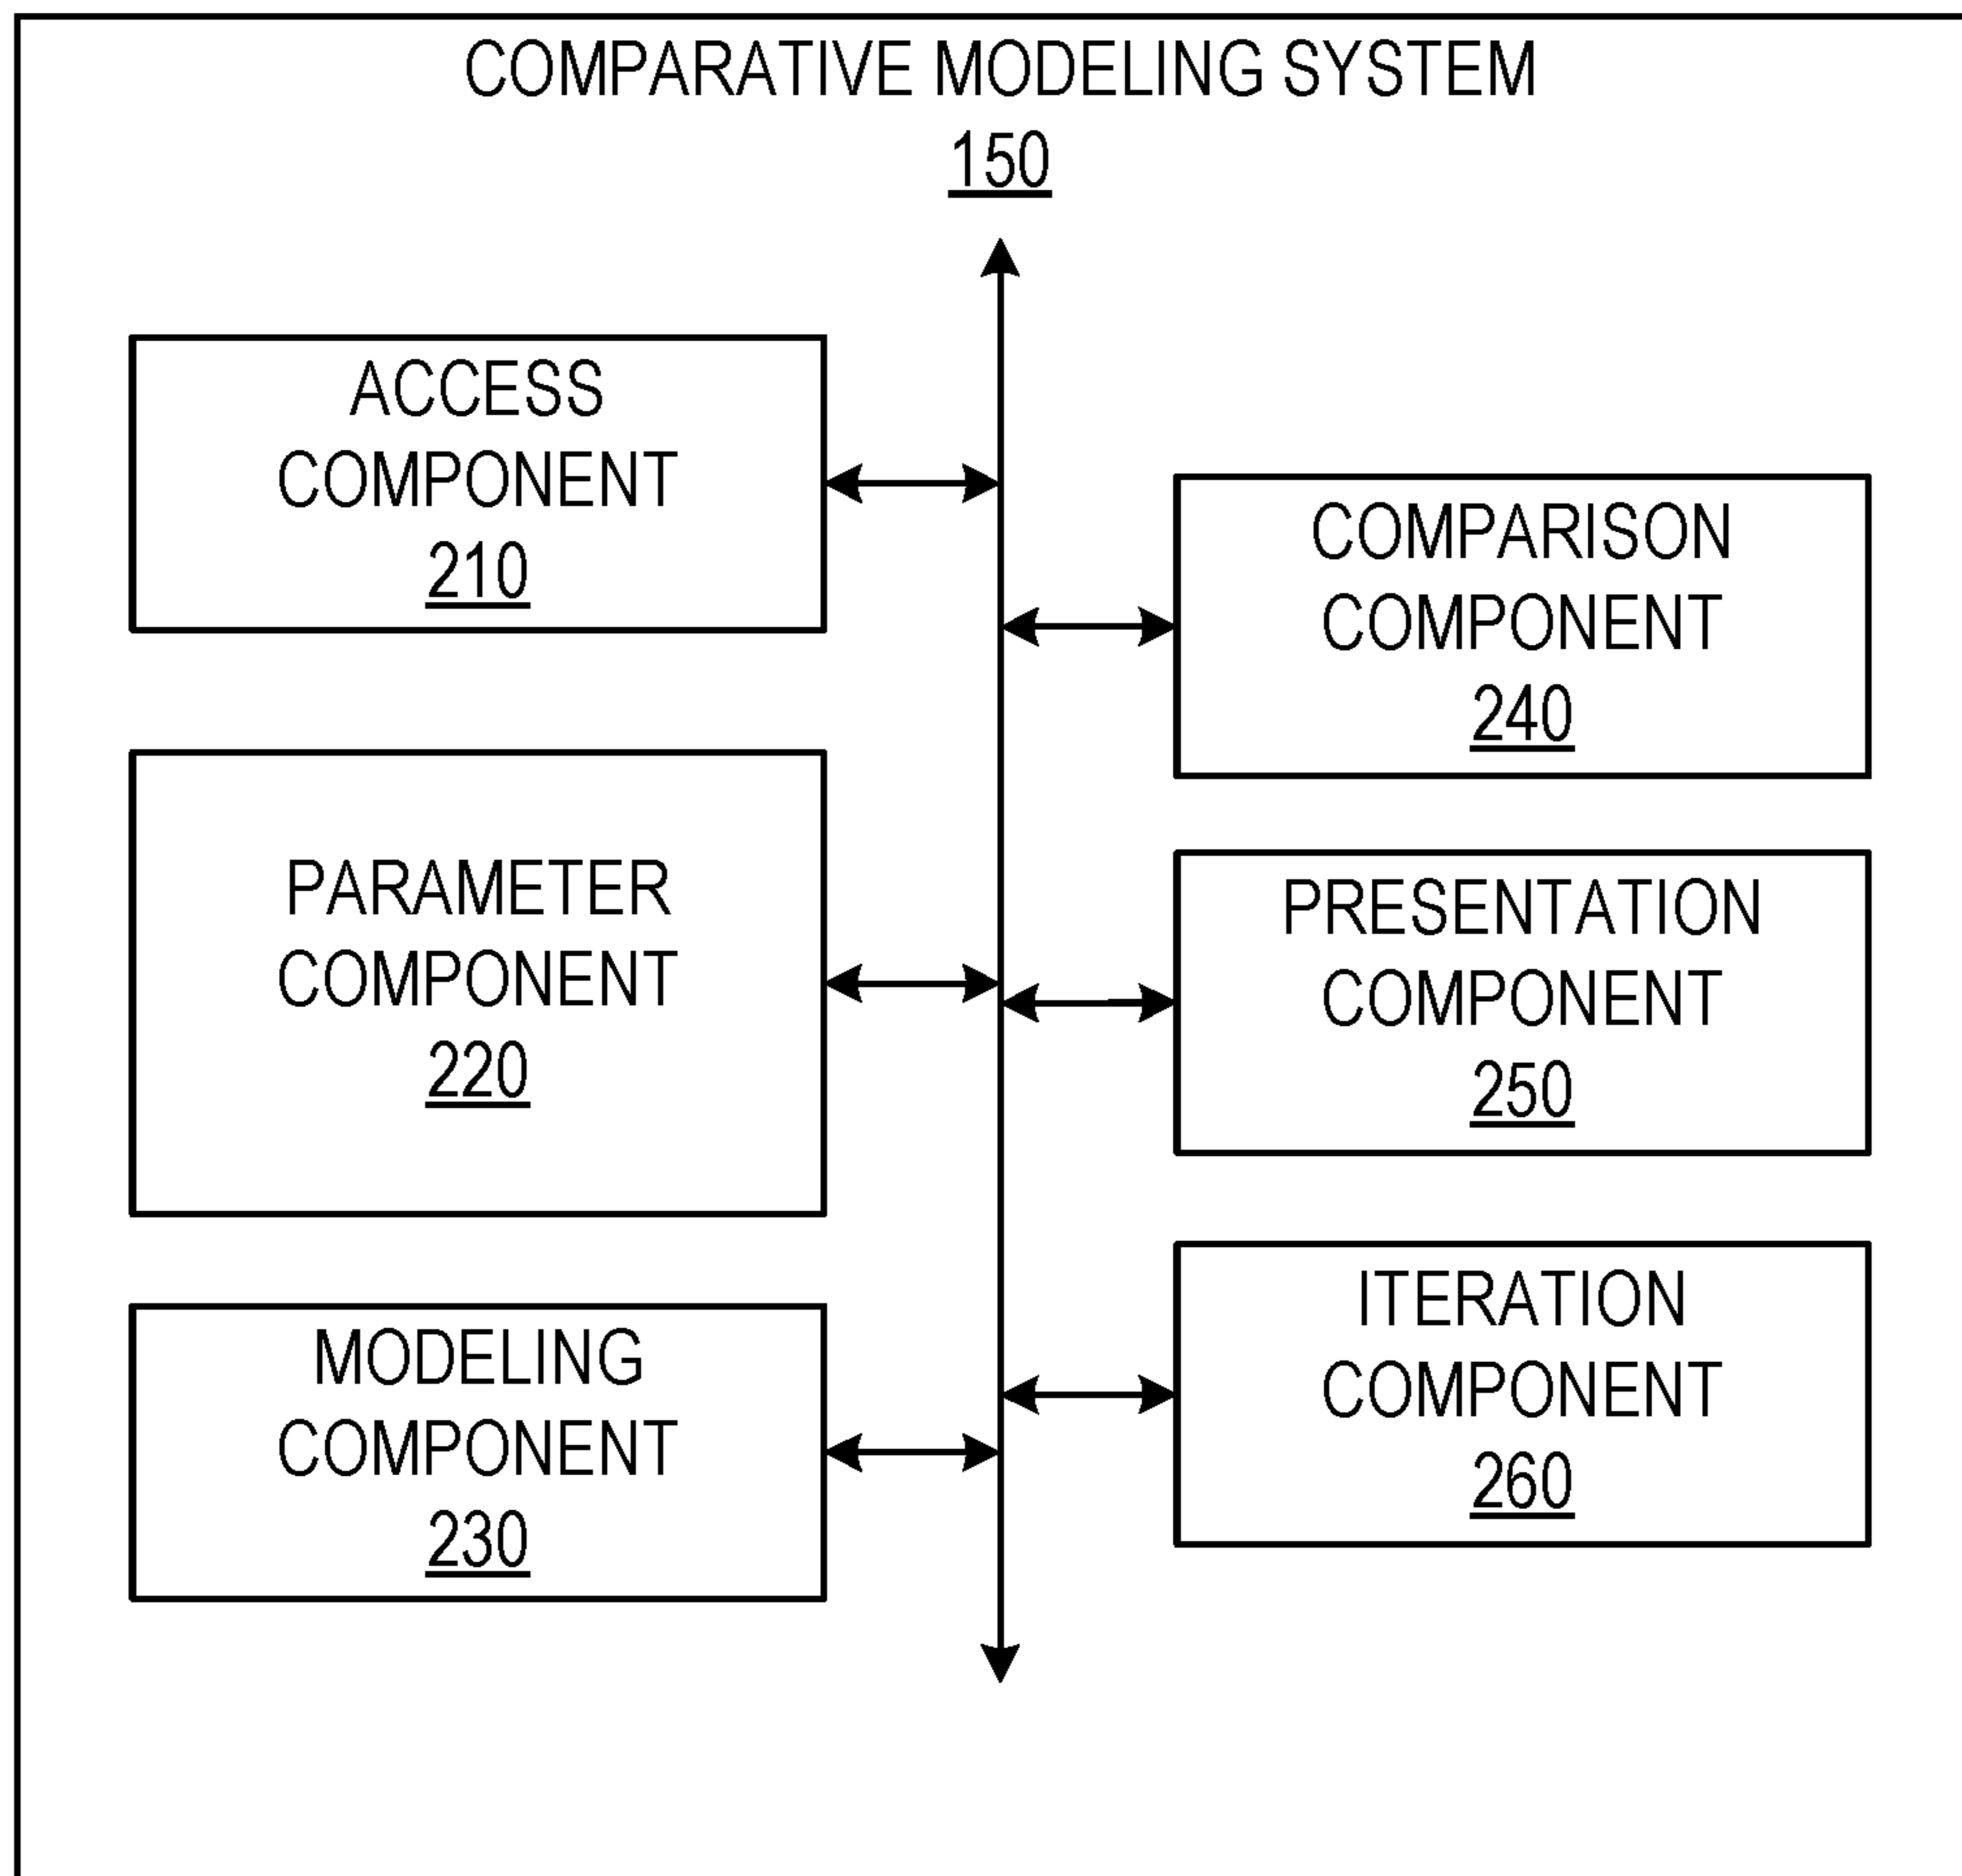 COMPARATIVE MODELING SYSTEM
150
ACCESS
COMPONENT
210
PARAMETER
COMPONENT
220
MODELING
COMPONENT
230
COMPARISON
COMPONENT
240
PRESENTATION
COMPONENT
250
ITERATION
COMPONENT
260